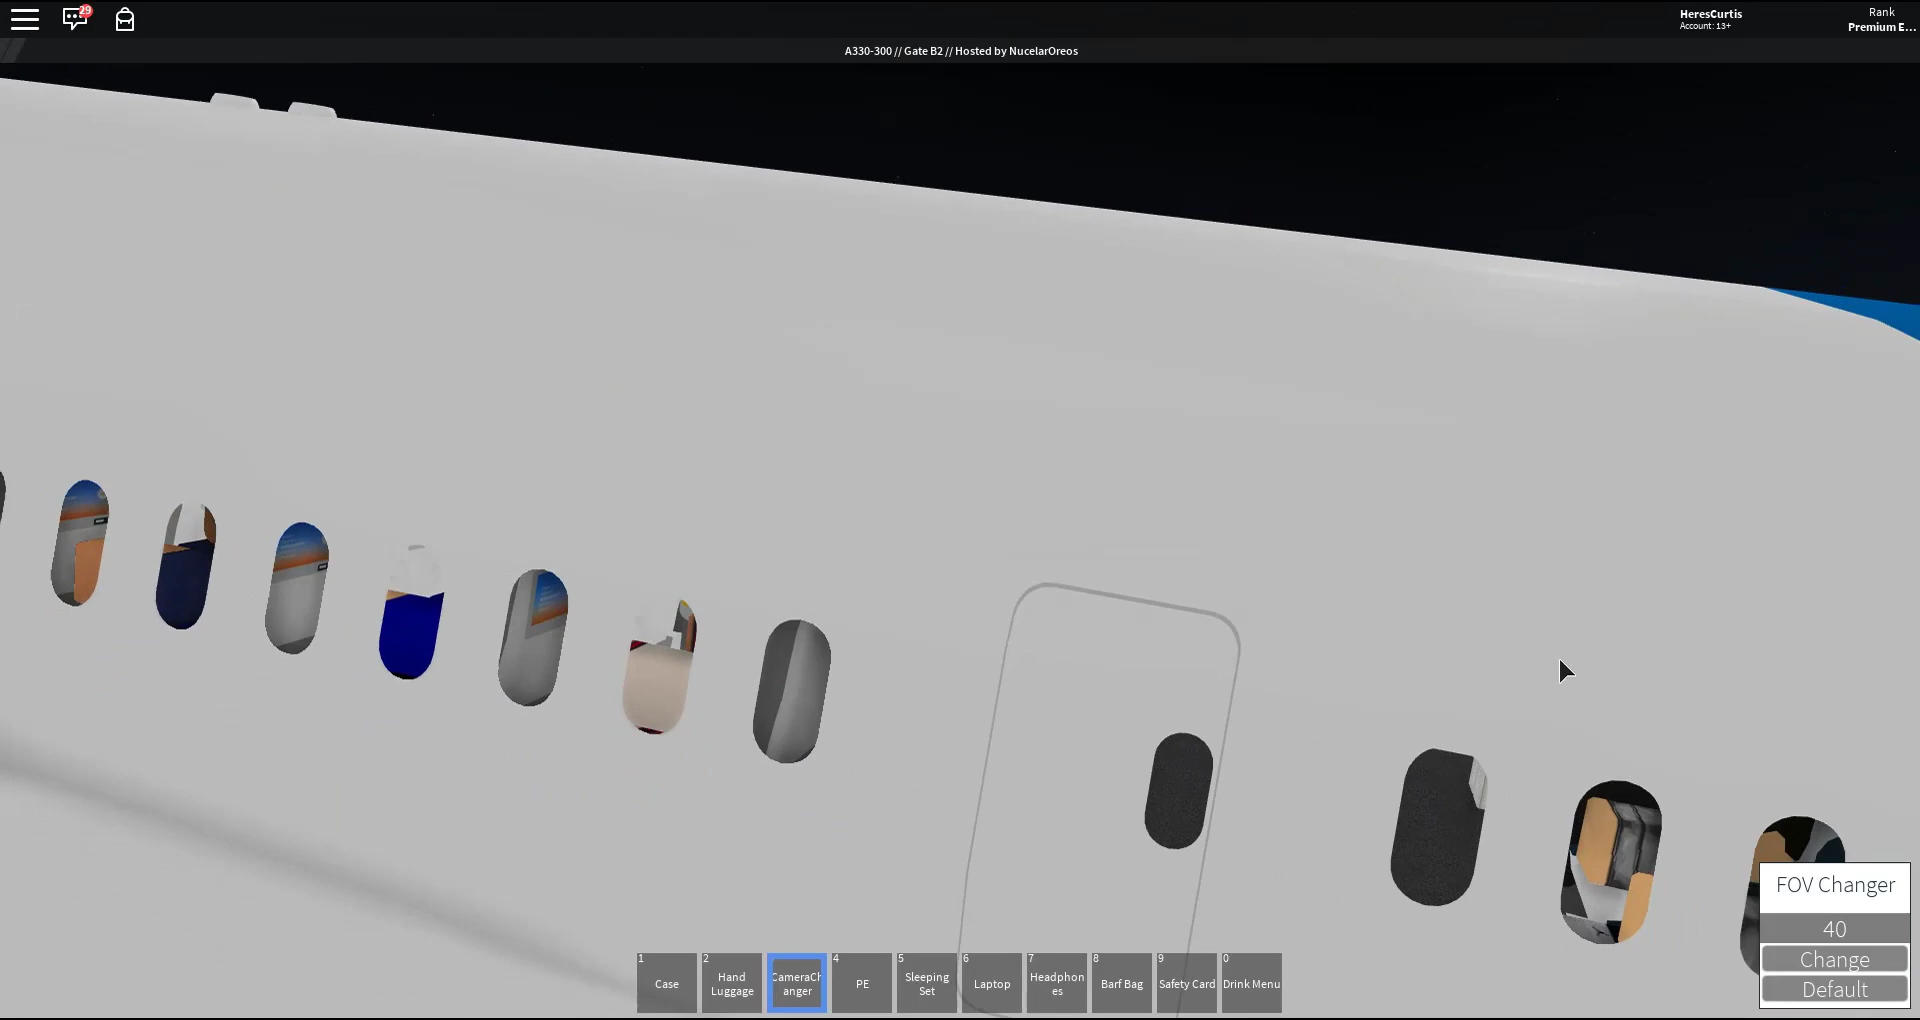 29
HeresCurtis
Account: 13+
Rank
Premium E...
A330-300 // Gate B2 // Hosted by NucelarOreos
FOV Changer
40
Change
Default
1
Case
2
Hand
Luggage
CameraCh
anger
4
PE
5
Sleeping
Set
6
Laptop
7
Headphon
es
8
Barf Bag
9
Safety Card
0
Drink Menu